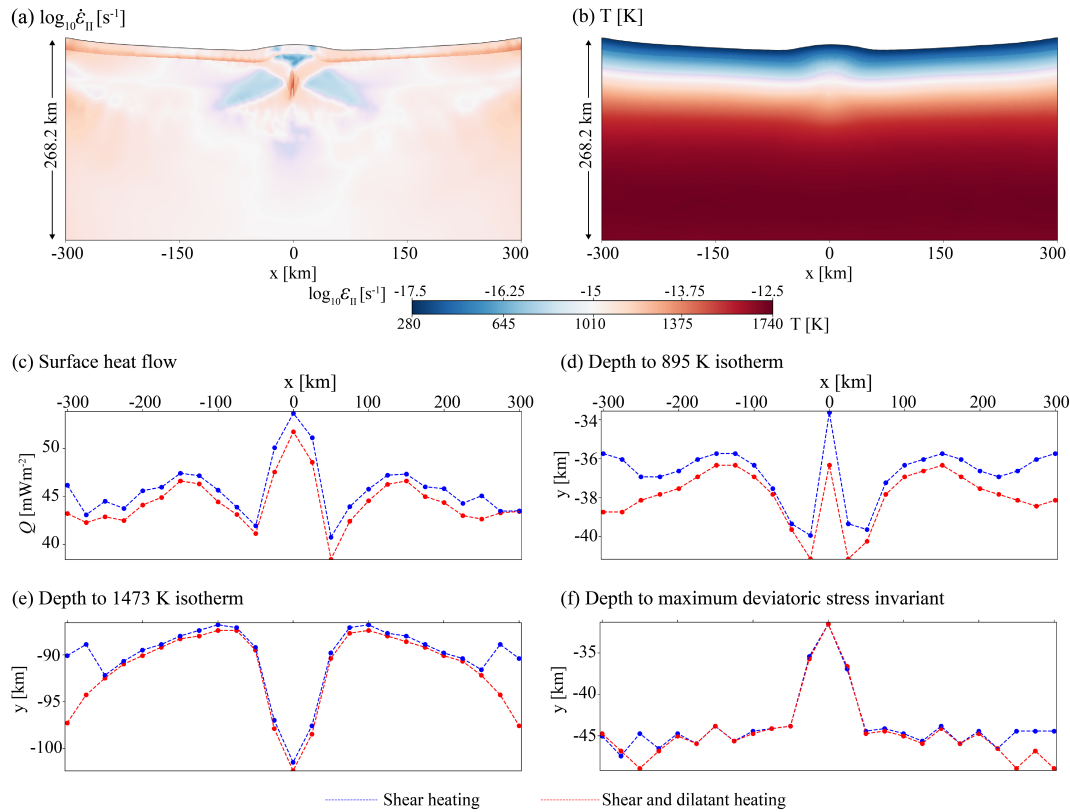 (a) log₁₀ε̇_II [s⁻¹]
(b) T [K]
268.2 km
268.2 km
-300 -150 0 150 300
-300 -150 0 150 300
x [km]
x [km]
log₁₀ε̇_II [s⁻¹] -17.5 -16.25 -15 -13.75 -12.5
280 645 1010 1375 1740 T [K]
(c) Surface heat flow
(d) Depth to 895 K isotherm
x [km]
x [km]
-300 -200 -100 0 100 200 300
-300 -200 -100 0 100 200 300
Q [mWm⁻²]
50
45
40
y [km]
-34
-36
-38
-40
(e) Depth to 1473 K isotherm
(f) Depth to maximum deviatoric stress invariant
y [km]
-90
-95
-100
y [km]
-35
-40
-45
Shear heating
Shear and dilatant heating